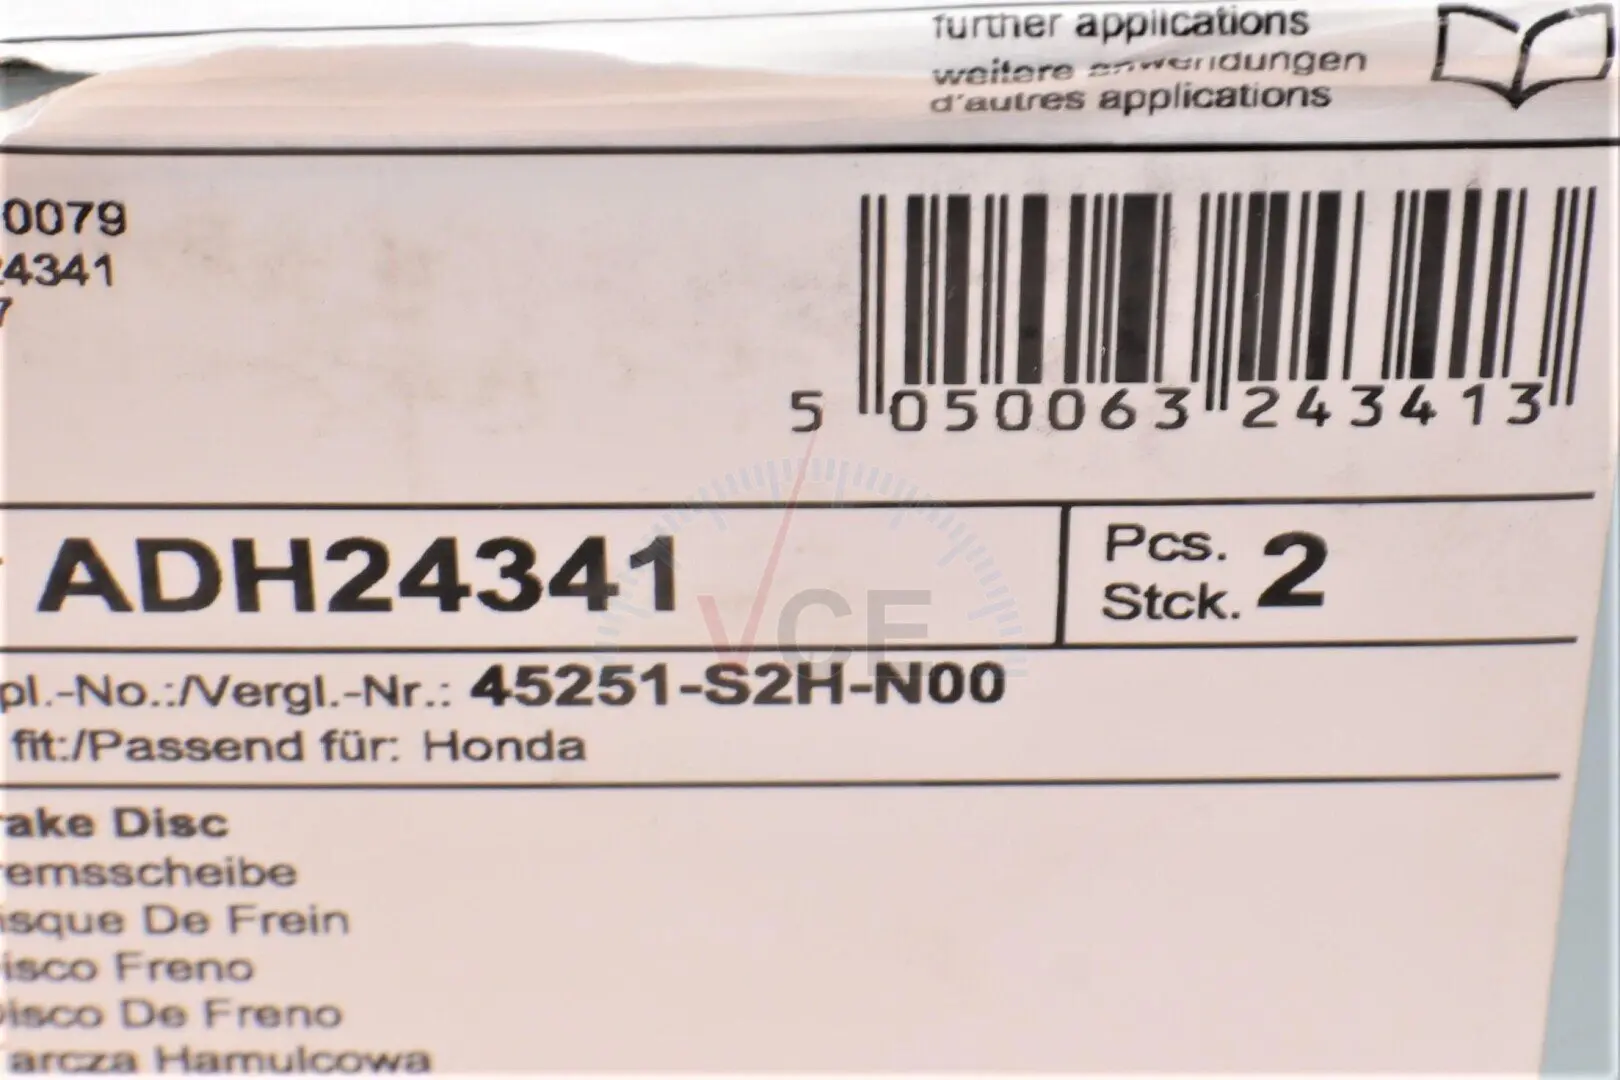 further applications
weitere anwendungen
d'autres applications
0079
24341
7
5 050063 243413
ADH24341
Pcs.
Stck. 2
pl.-No.:/Vergl.-Nr.: 45251-S2H-N00
fit:/Passend für: Honda
rake Disc
remsscheibe
isque De Frein
isco Freno
isco De Freno
arcza Hamulcowa
VCE